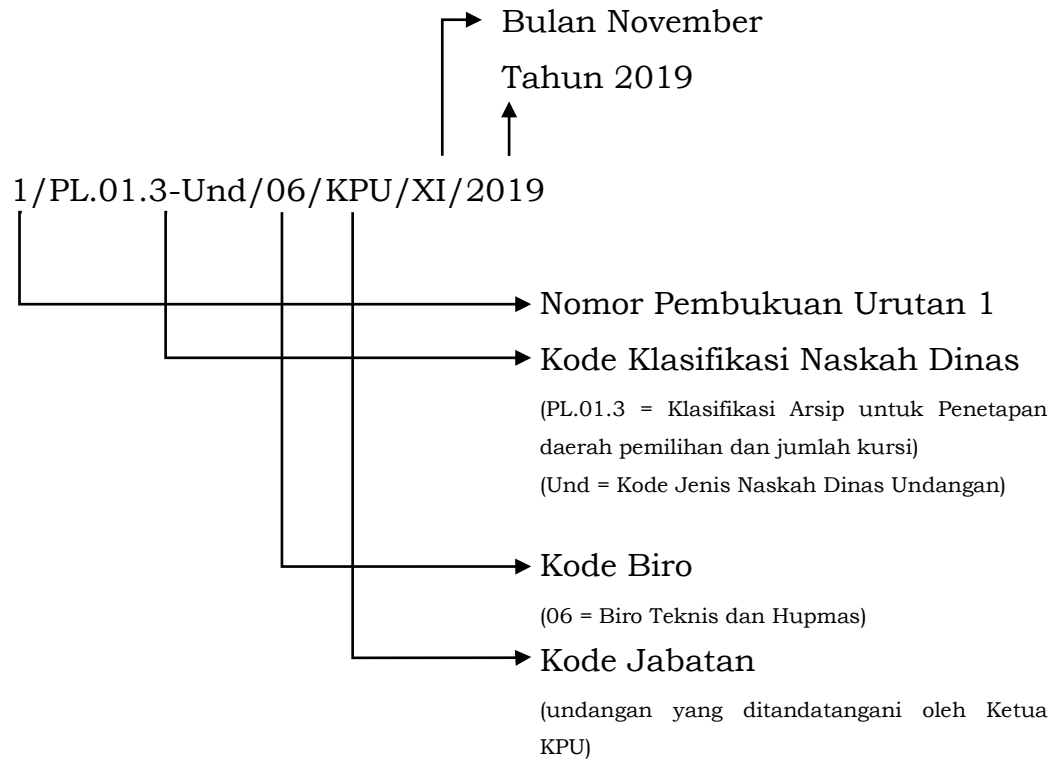 Bulan November
Tahun 2019
1/PL.01.3-Und/06/KPU/XI/2019
Nomor Pembukuan Urutan 1
Kode Klasifikasi Naskah Dinas
(PL.01.3 = Klasifikasi Arsip untuk Penetapan
daerah pemilihan dan jumlah kursi)
(Und = Kode Jenis Naskah Dinas Undangan)
Kode Biro
(06 = Biro Teknis dan Hupmas)
Kode Jabatan
(undangan yang ditandatangani oleh Ketua
KPU)